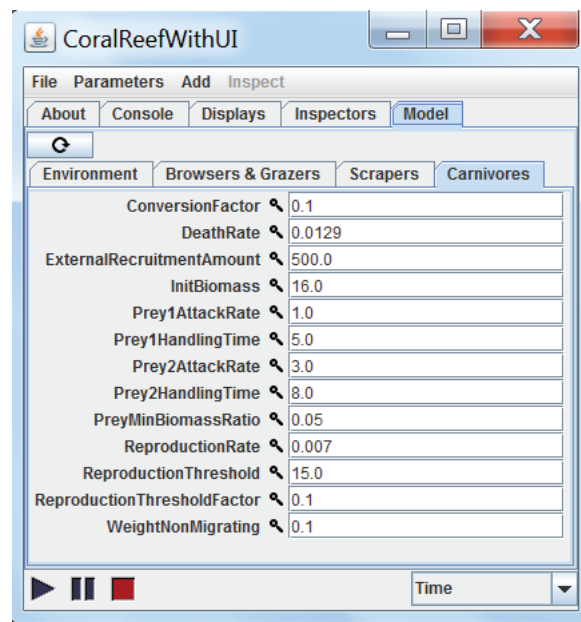 CoralReefWithUI
File Parameters Add Inspect
About Console Displays Inspectors Model
Environment Browsers & Grazers Scrapers Carnivores
ConversionFactor 0.1
DeathRate 0.0129
ExternalRecruitmentAmount 500.0
InitBiomass 16.0
Prey1AttackRate 1.0
Prey1HandlingTime 5.0
Prey2AttackRate 3.0
Prey2HandlingTime 8.0
PreyMinBiomassRatio 0.05
ReproductionRate 0.007
ReproductionThreshold 15.0
ReproductionThresholdFactor 0.1
WeightNonMigrating 0.1
Time